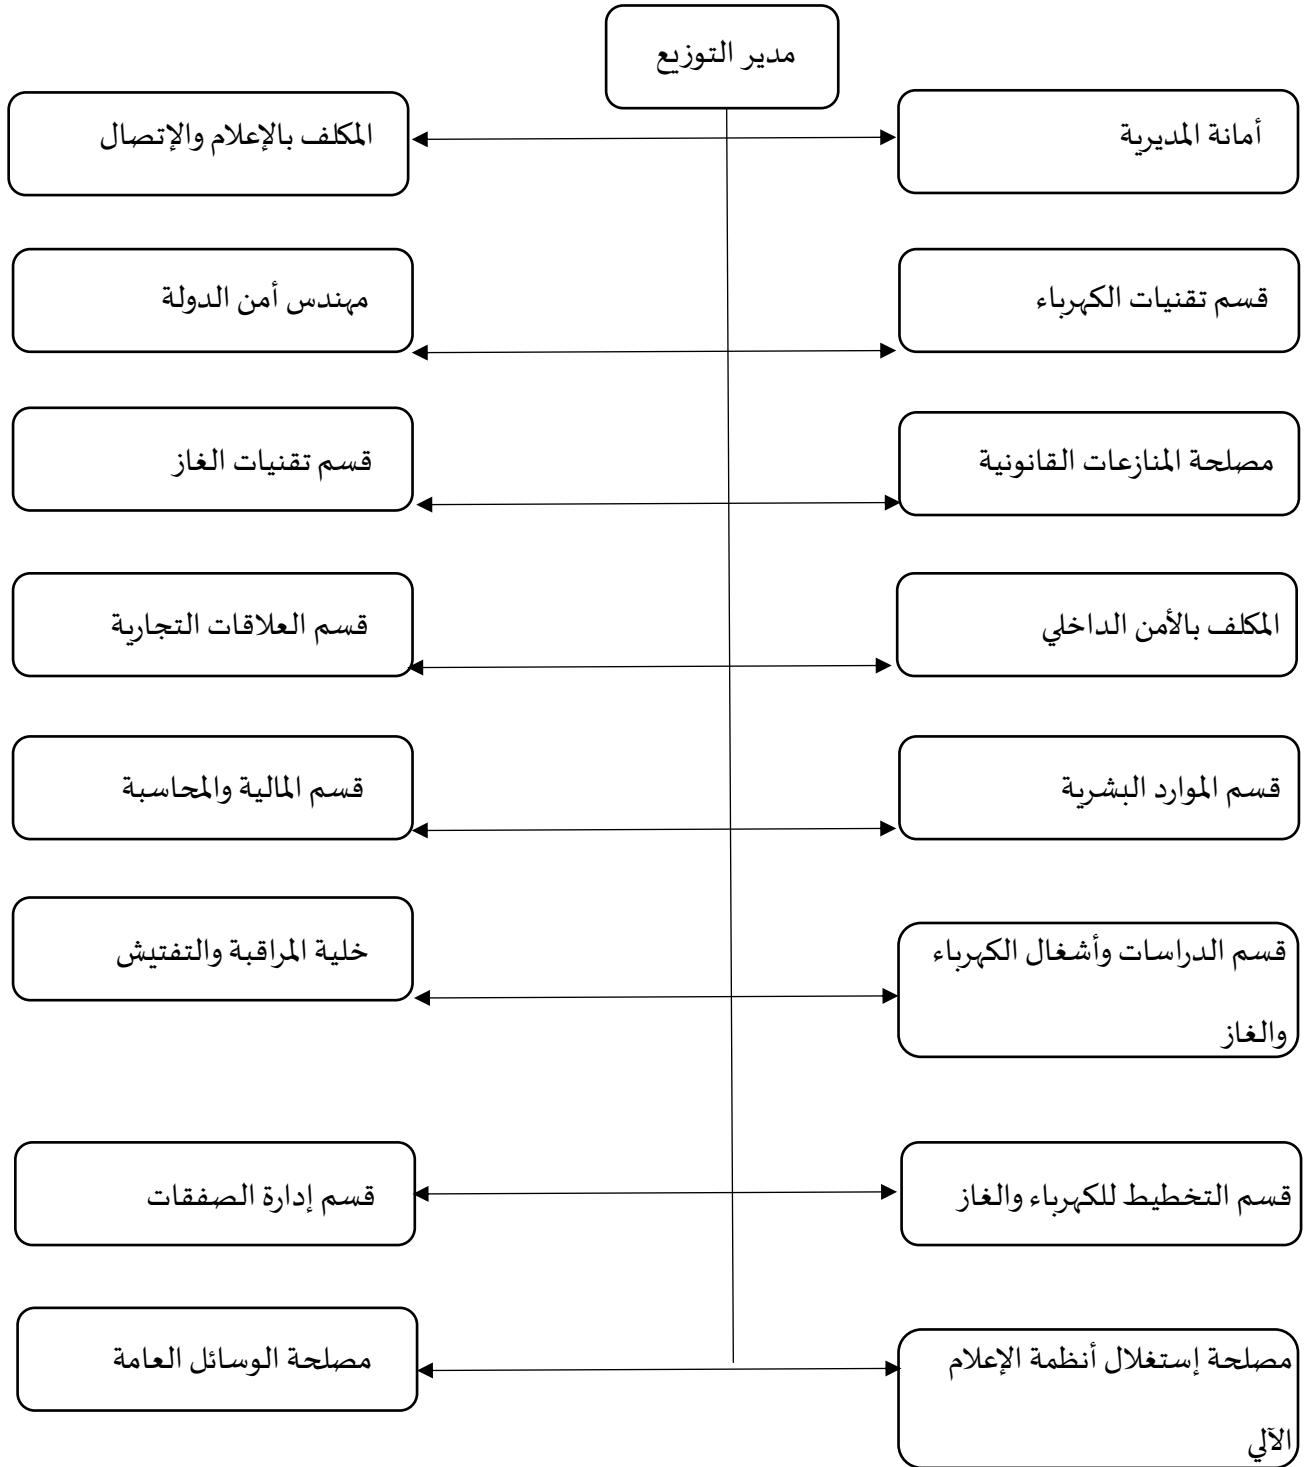 مدير التوزيع
أمانة المديرية
المكلف بالإعلام والإتصال
قسم تقنيات الكهرباء
مهندس أمن الدولة
مصلحة المنازعات القانونية
قسم تقنيات الغاز
المكلف بالأمن الداخلي
قسم العلاقات التجارية
قسم الموارد البشرية
قسم المالية والمحاسبة
قسم الدراسات وأشغال الكهرباء
والغاز
خلية المراقبة والتفتيش
قسم التخطيط للكهرباء والغاز
قسم إدارة الصفقات
مصلحة إستغلال أنظمة الإعلام
الآلي
مصلحة الوسائل العامة